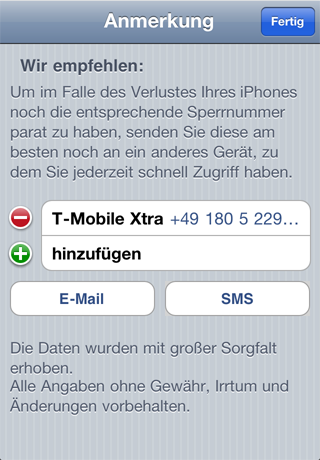 Anmerkung
Fertig
Wir empfehlen:
Um im Falle des Verlustes Ihres iPhones
noch die entsprechende Sperrnummer
parat zu haben, senden Sie diese am
besten noch an ein anderes Gerät, zu
dem Sie jederzeit schnell Zugriff haben.
T-Mobile Xtra +49 180 5 229…
hinzufügen
E-Mail
SMS
Die Daten wurden mit großer Sorgfalt
erhoben.
Alle Angaben ohne Gewähr, Irrtum und
Änderungen vorbehalten.